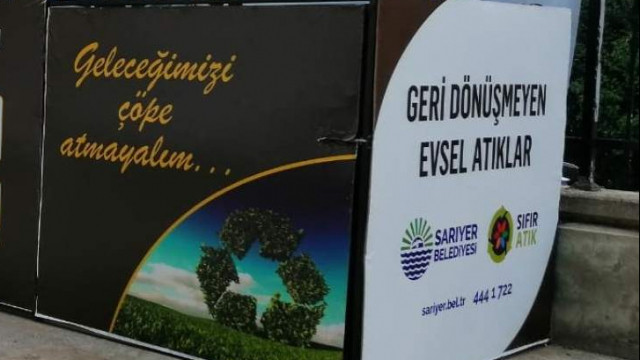 Geleceğimizi
çöpe
atmayalım...
GERİ DÖNÜŞMEYEN
EVSEL ATIKLAR
SARIYER
BELEDİYESİ
SIFIR
ATIK
sariyer.bel.tr 444 1 722